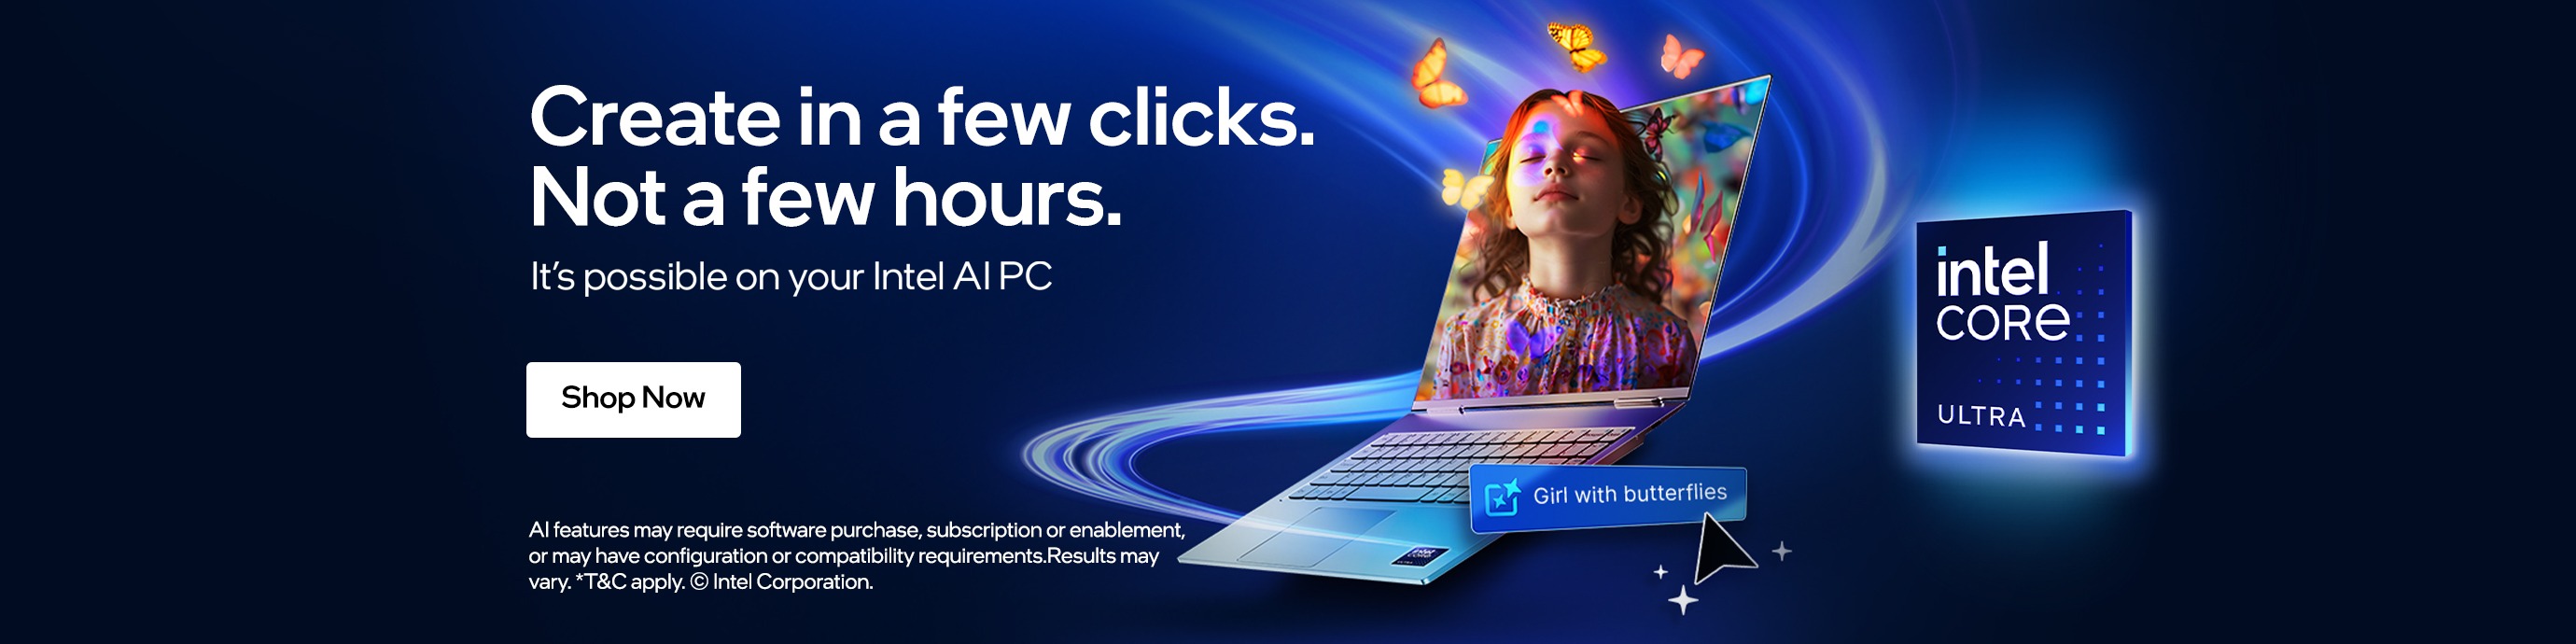 Create in a few clicks.
Not a few hours.
It's possible on your Intel AI PC
Shop Now
AI features may require software purchase, subscription or enablement,
or may have configuration or compatibility requirements.Results may
vary. *T&C apply. © Intel Corporation.
Girl with butterflies
intel
CORe
ULTRA